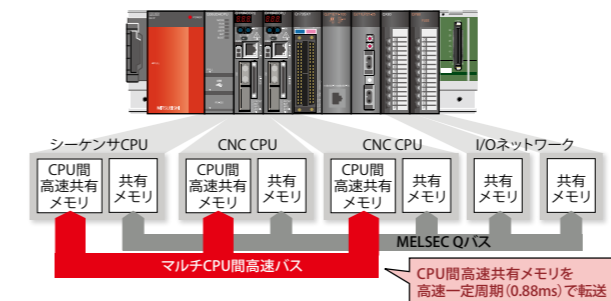 MITSUBISHI
シーケンサCPU
CNC CPU
CNC CPU
I/Oネットワーク
CPU間
高速共有
メモリ
共有
メモリ
CPU間
高速共有
メモリ
共有
メモリ
CPU間
高速共有
メモリ
共有
メモリ
共有
メモリ
共有
メモリ
MELSEC Qバス
マルチCPU間高速バス
CPU間高速共有メモリを
高速一定周期(0.88ms)で転送